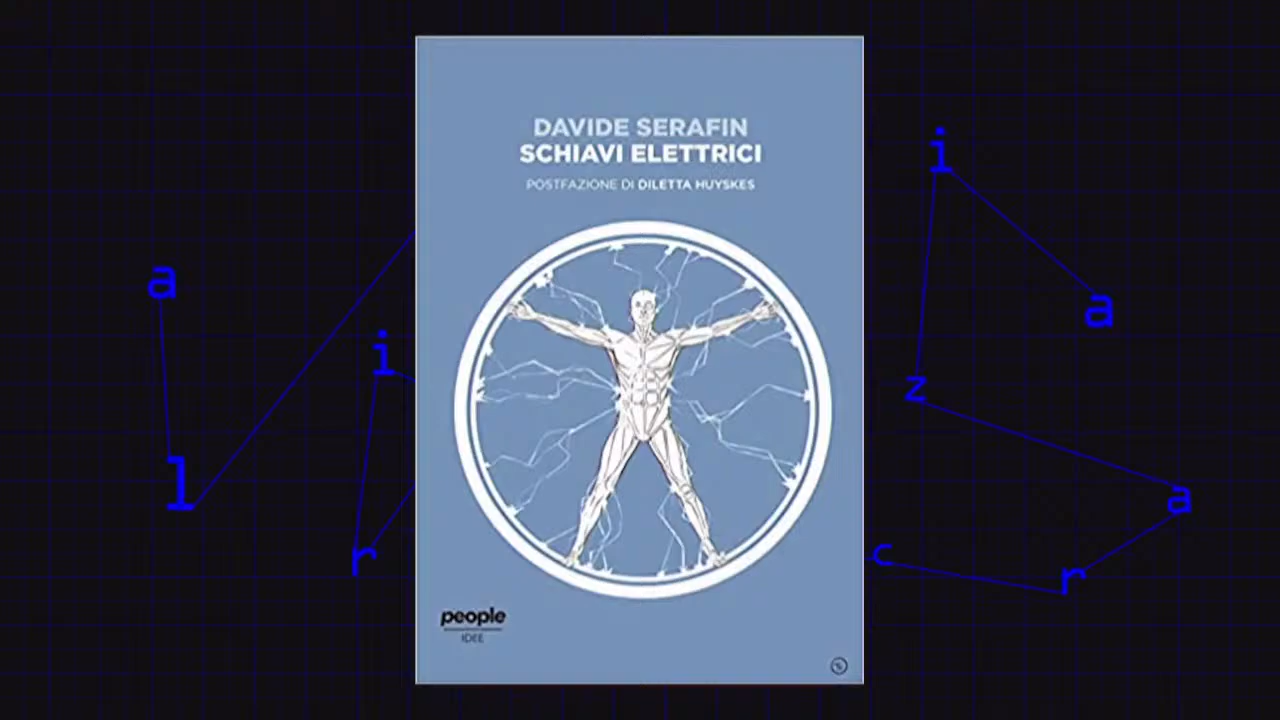 DAVIDE SERAFIN
SCHIAVI ELETTRICI
POSTFAZIONE DI DILETTA HUYSKES
people
IDEE
a
l
i
r
i
a
z
a
c
r